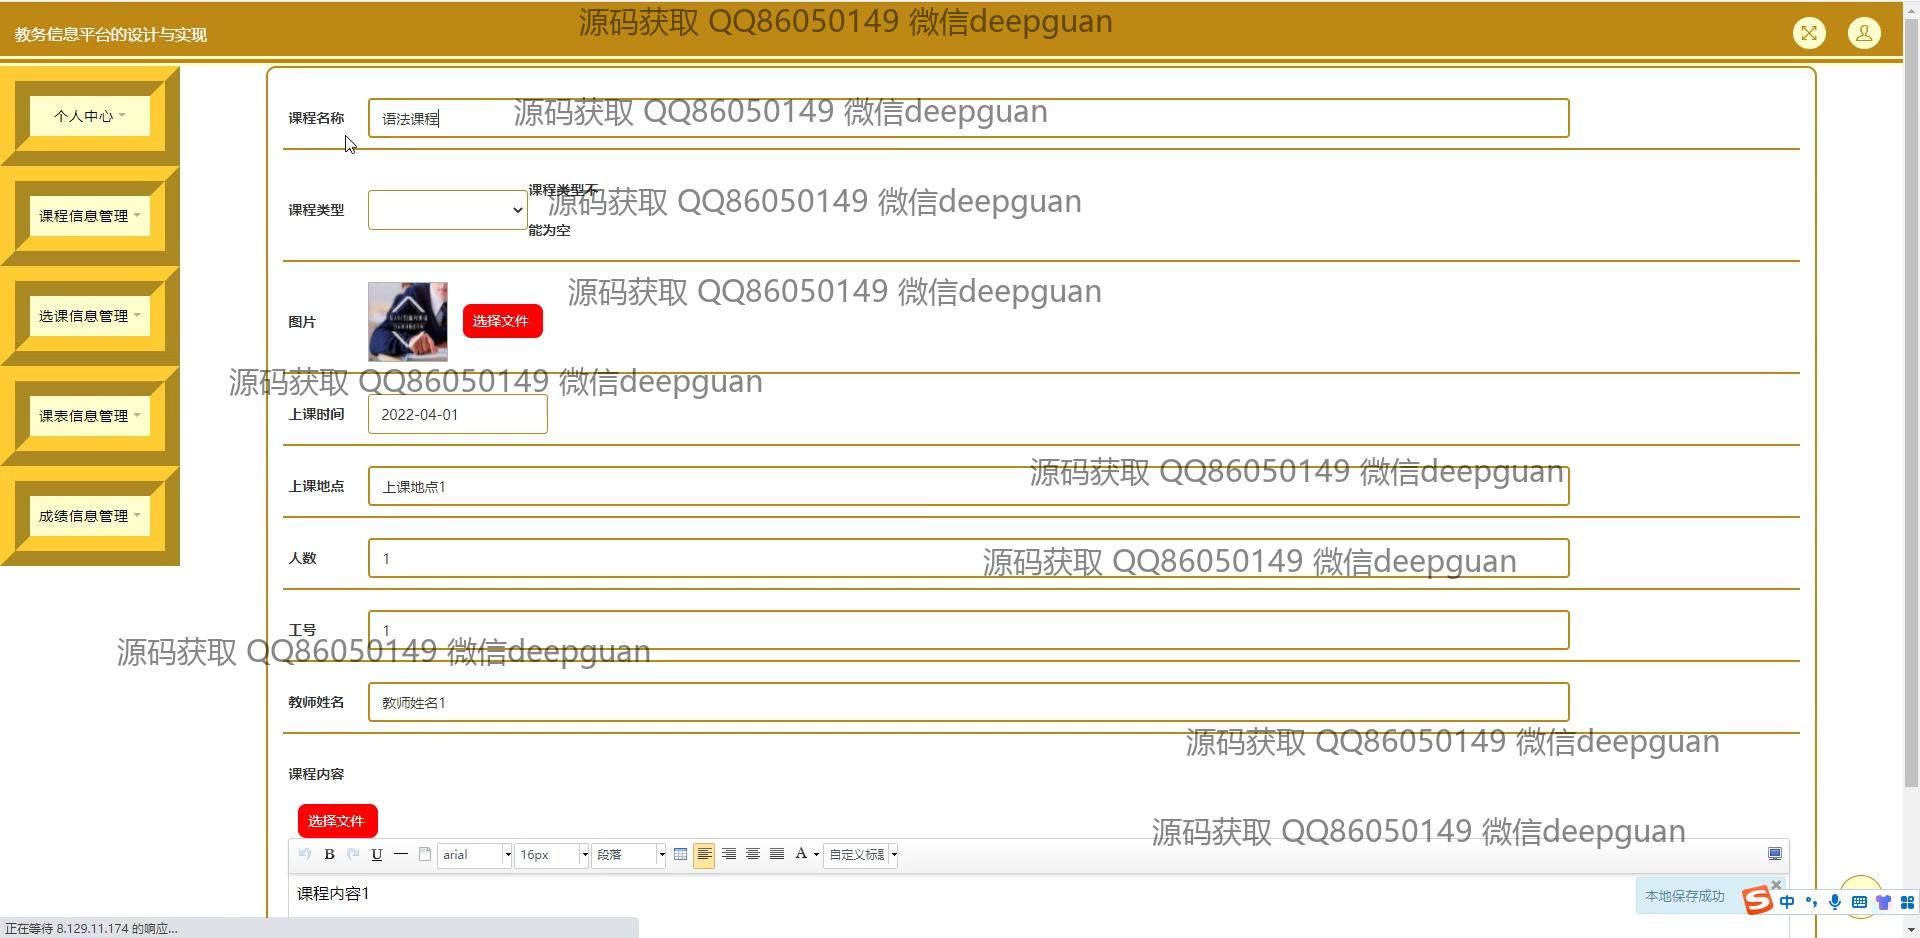 源码获取 QQ86050149 微信deepguan
教务信息平台的设计与实现
个人中心
课程信息管理
选课信息管理
课表信息管理
成绩信息管理
课程名称
语法课程
源码获取 QQ86050149 微信deepguan
课程类型
课程类型不
能为空
源码获取 QQ86050149 微信deepguan
图片
选择文件
源码获取 QQ86050149 微信deepguan
源码获取 QQ86050149 微信deepguan
上课时间
2022-04-01
上课地点
上课地点1
源码获取 QQ86050149 微信deepguan
人数
1
源码获取 QQ86050149 微信deepguan
工号
1
源码获取 QQ86050149 微信deepguan
教师姓名
教师姓名1
源码获取 QQ86050149 微信deepguan
课程内容
选择文件
源码获取 QQ86050149 微信deepguan
B U arial 16px 段落 A 自定义标题
课程内容1
本地保存成功
中
正在等待 8.129.11.174 的响应...